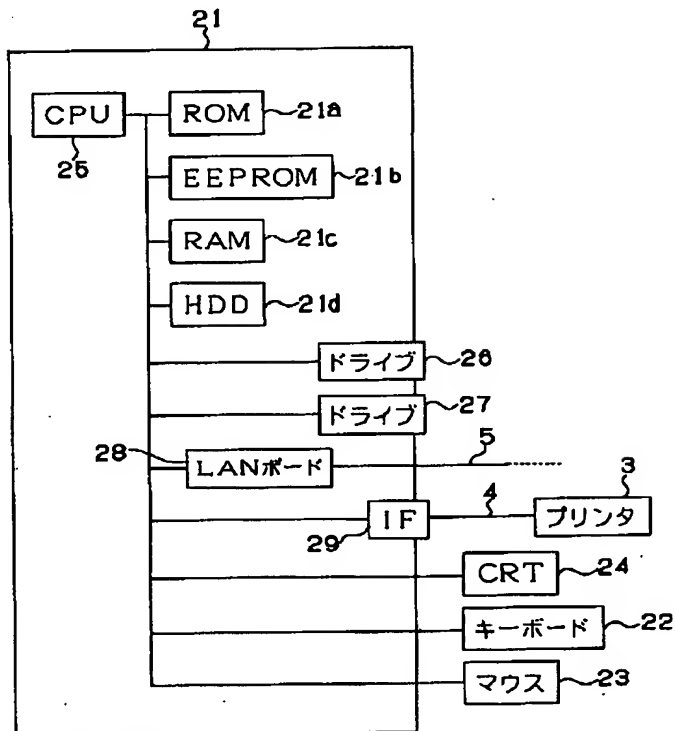 21
CPU
25
ROM 21a
EEPROM 21b
RAM 21c
HDD 21d
ドライブ 26
ドライブ 27
28 LANボード 5
29 IF 4 プリンタ 3
CRT 24
キーボード 22
マウス 23